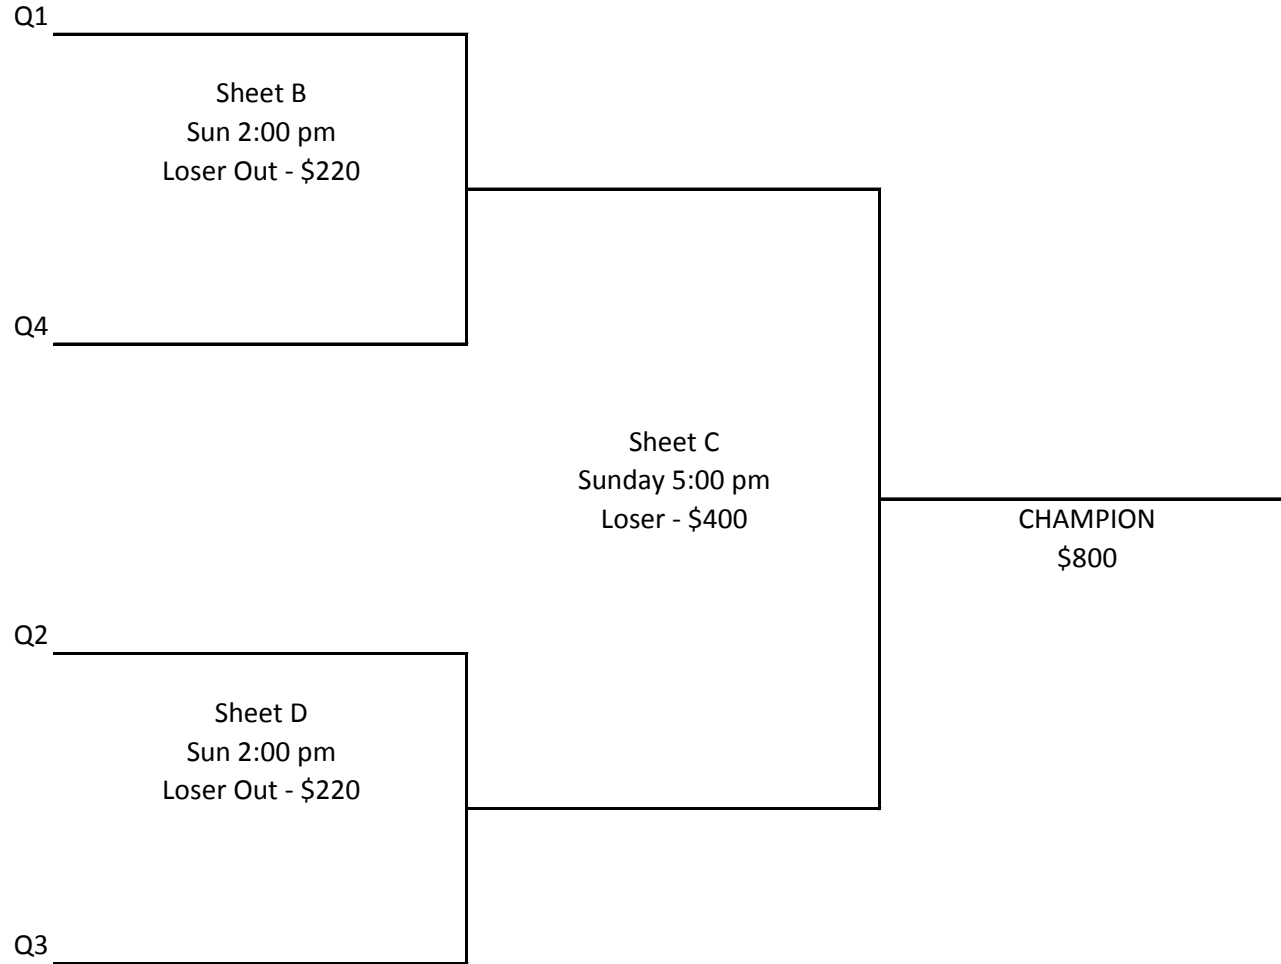 Q1
Sheet B
Sun 2:00 pm
Loser Out - $220
Q4
Sheet C
Sunday 5:00 pm
Loser - $400
CHAMPION
$800
Q2
Sheet D
Sun 2:00 pm
Loser Out - $220
Q3